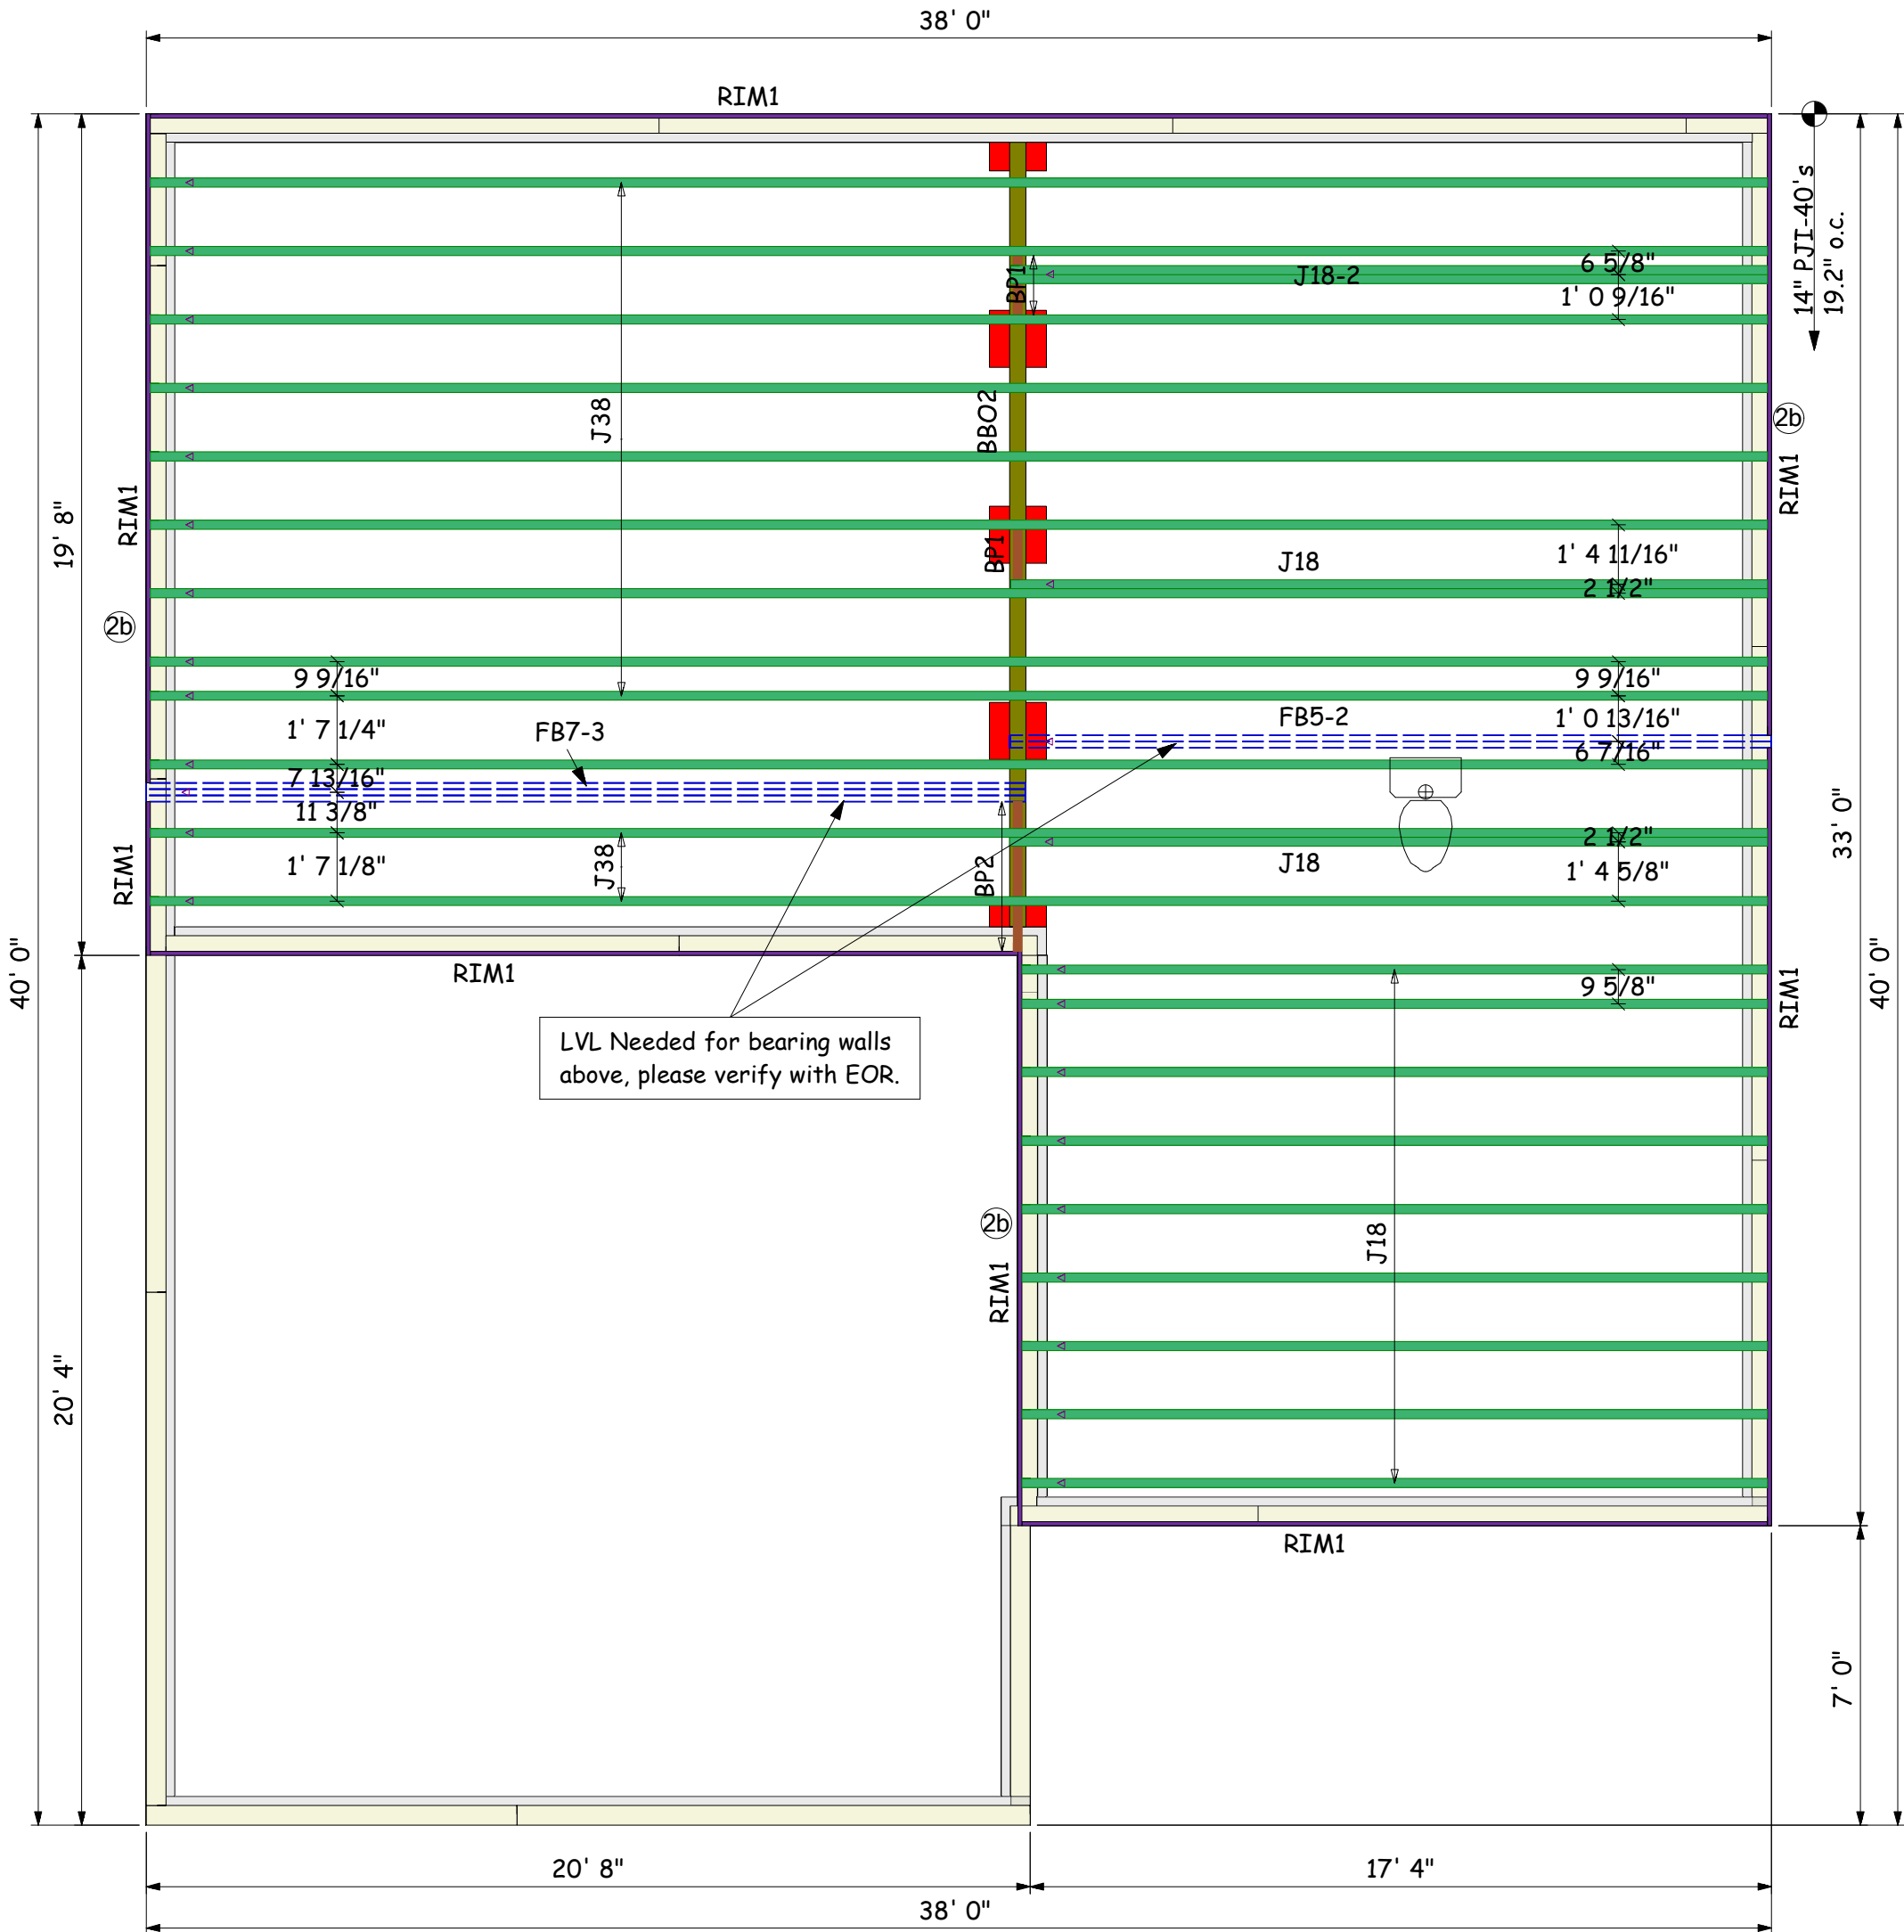 38' 0"
RIM1
14" PJI-40's
19.2" o.c.
6 5/8"
BP1
J18-2
1' 0 9/16"
J38
BBO2
2b
RIM1
RIM1
19' 8"
BP1
J18
1' 4 11/16"
2 1/2"
2b
9 9/16"
9 9/16"
1' 7 1/4"
FB7-3
FB5-2
1' 0 13/16"
6 7/16"
7 13/16"
11 3/8"
33' 0"
2 1/2"
RIM1
1' 7 1/8"
J38
BP2
J18
1' 4 5/8"
40' 0"
RIM1
9 5/8"
RIM1
40' 0"
LVL Needed for bearing walls
above, please verify with EOR.
2b
J18
RIM1
20' 4"
RIM1
7' 0"
20' 8"
17' 4"
38' 0"